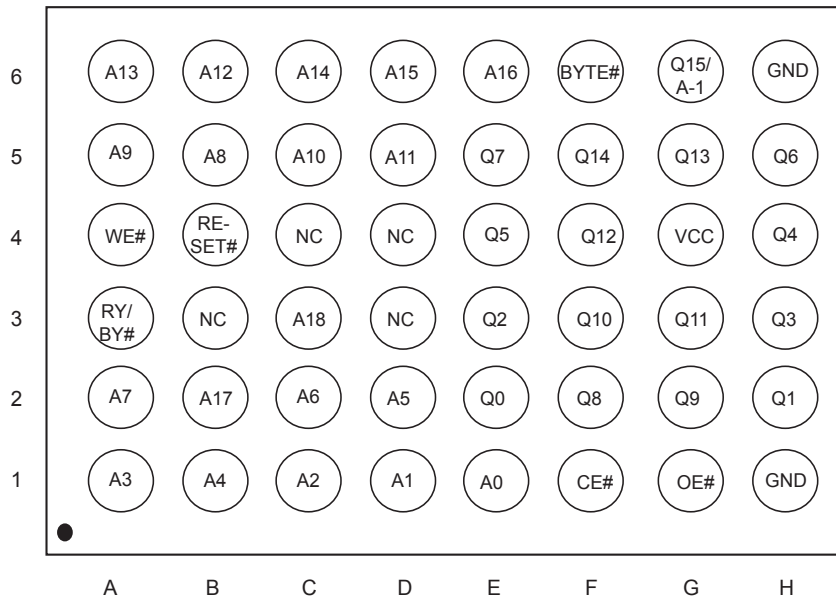 6 A13 A12 A14 A15 A16 BYTE# Q15/ A-1 GND
5 A9 A8 A10 A11 Q7 Q14 Q13 Q6
4 WE# RE- SET# NC NC Q5 Q12 VCC Q4
3 RY/ BY# NC A18 NC Q2 Q10 Q11 Q3
2 A7 A17 A6 A5 Q0 Q8 Q9 Q1
1 A3 A4 A2 A1 A0 CE# OE# GND
A B C D E F G H